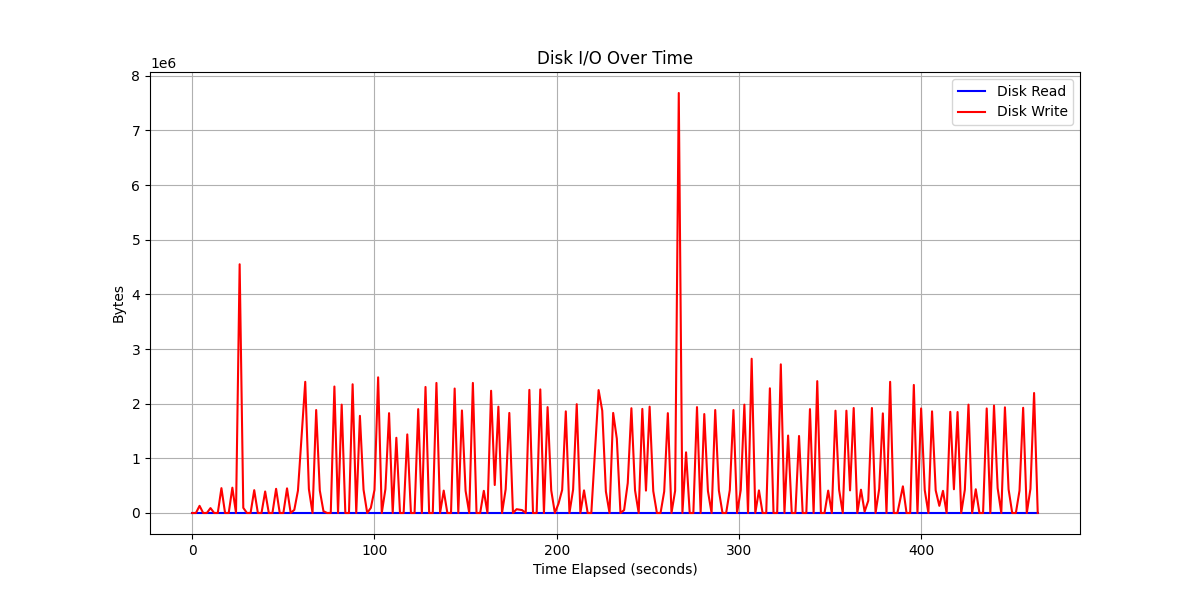 Disk I/O Over Time
1e6
8
7
6
5
4
3
2
1
0
Bytes
Disk Read
Disk Write
0 100 200 300 400
Time Elapsed (seconds)